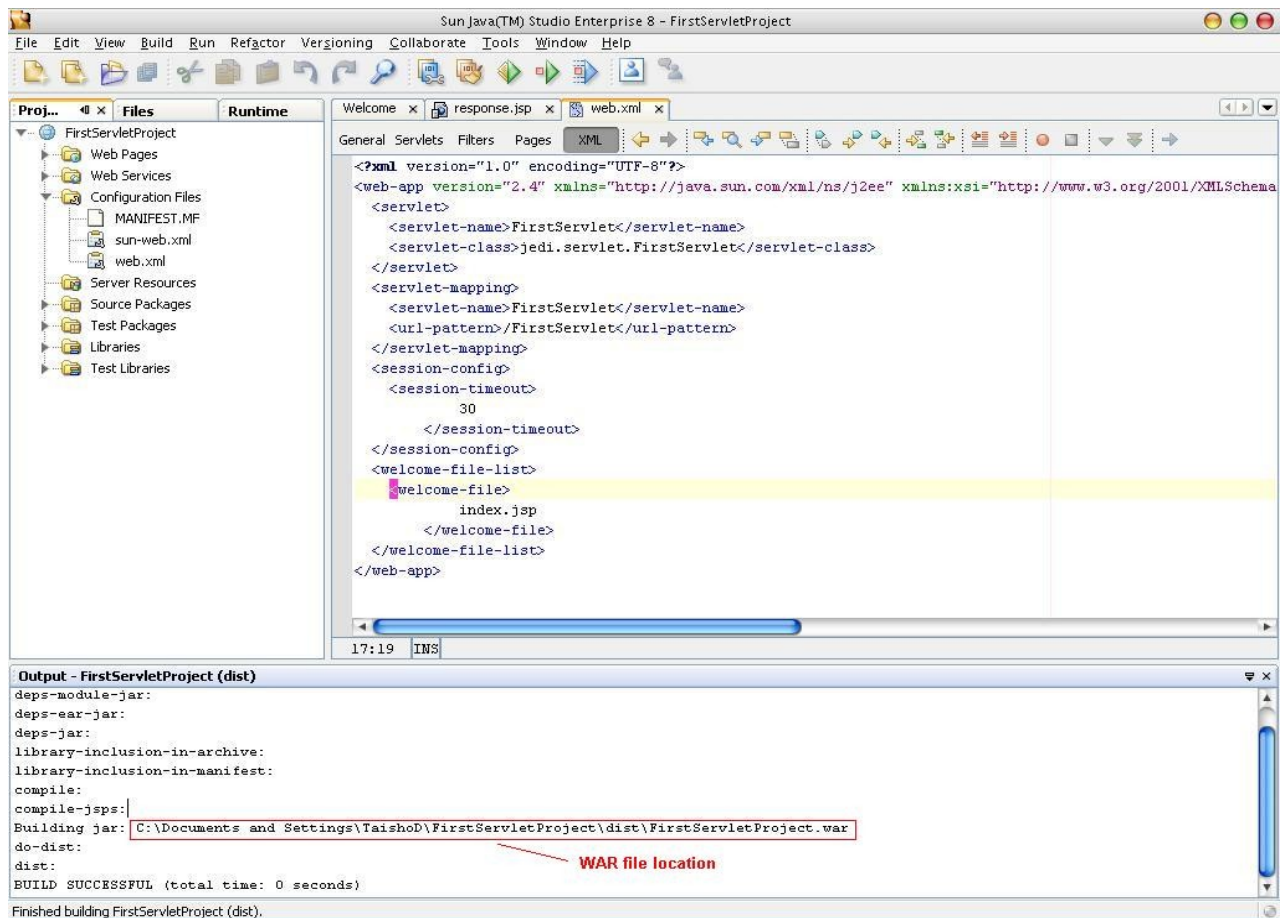 Sun Java(TM) Studio Enterprise 8 - FirstServletProject
File Edit View Build Run Refactor Versioning Collaborate Tools Window Help
Proj... Files Runtime
FirstServletProject
Web Pages
Web Services
Configuration Files
MANIFEST.MF
sun-web.xml
web.xml
Server Resources
Source Packages
Test Packages
Libraries
Test Libraries
Welcome x response.jsp x web.xml x
General Servlets Filters Pages XML
<?xml version="1.0" encoding="UTF-8"?>
<web-app version="2.4" xmlns="http://java.sun.com/xml/ns/j2ee" xmlns:xsi="http://www.w3.org/2001/XMLSchema
<servlet>
<servlet-name>FirstServlet</servlet-name>
<servlet-class>jedi.servlet.FirstServlet</servlet-class>
</servlet>
<servlet-mapping>
<servlet-name>FirstServlet</servlet-name>
<url-pattern>/FirstServlet</url-pattern>
</servlet-mapping>
<session-config>
<session-timeout>
30
</session-timeout>
</session-config>
<welcome-file-list>
<welcome-file>
index.jsp
</welcome-file>
</welcome-file-list>
</web-app>
17:19 INS
Output - FirstServletProject (dist)
deps-module-jar:
deps-ear-jar:
deps-jar:
library-inclusion-in-archive:
library-inclusion-in-manifest:
compile:
compile-jsps:
Building jar: C:\Documents and Settings\TaishoD\FirstServletProject\dist\FirstServletProject.war
do-dist:
WAR file location
dist:
BUILD SUCCESSFUL (total time: 0 seconds)
Finished building FirstServletProject (dist).